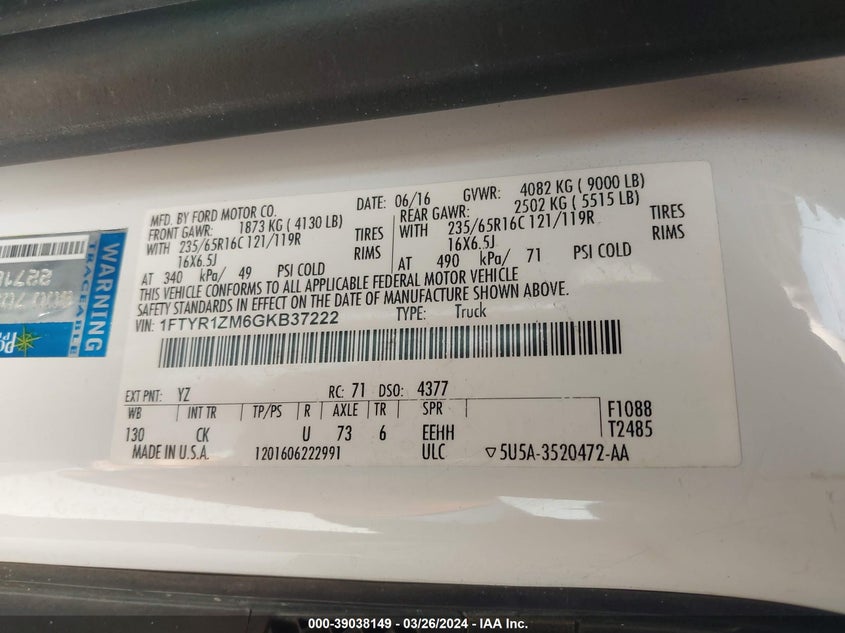 MFD. BY FORD MOTOR CO.
DATE: 06/16 GVWR: 4082 KG ( 9000 LB)
FRONT GAWR: 1873 KG ( 4130 LB)
REAR GAWR: 2502 KG ( 5515 LB)
WITH 235/65R16C 121/119R TIRES
WITH 235/65R16C 121/119R TIRES
16X6.5J RIMS
16X6.5J RIMS
AT 340 kPa/ 49 PSI COLD
AT 490 kPa/ 71 PSI COLD
THIS VEHICLE CONFORMS TO ALL APPLICABLE FEDERAL MOTOR VEHICLE
SAFETY STANDARDS IN EFFECT ON THE DATE OF MANUFACTURE SHOWN ABOVE.
VIN: 1FTYR1ZM6GKB37222 TYPE: Truck
EXT PNT: YZ RC: 71 DSO: 4377
WB INT TR TP/PS R AXLE TR SPR
130 CK U 73 6 EEHH
F1088
T2485
MADE IN U.S.A. 1201606222991 ULC ▽5U5A-3520472-AA
WARNING
TRACEABLE
000-39038149 — 03/26/2024 — IAA Inc.